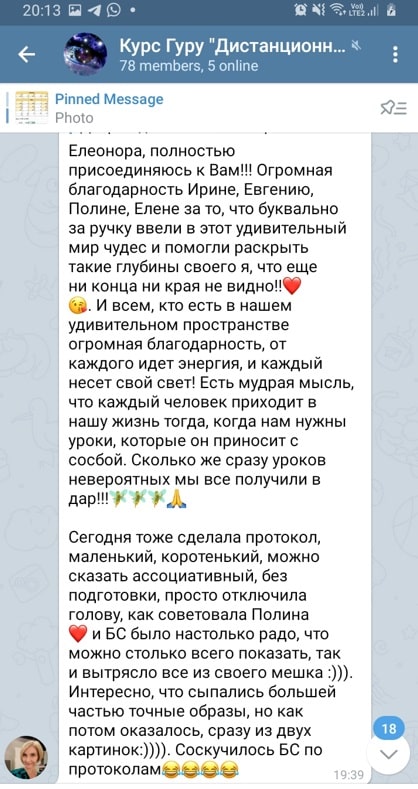 20:13 Vo)) LTE2
Курс Гуру "Дистанционн...
78 members, 5 online
Pinned Message
Photo
Елеонора, полностью
присоединяюсь к Вам!!! Огромная
благодарность Ирине, Евгению,
Полине, Елене за то, что буквально
за ручку ввели в этот удивительный
мир чудес и помогли раскрыть
такие глубины своего я, что еще
ни конца ни края не видно!!❤️
😘. И всем, кто есть в нашем
удивительном пространстве
огромная благодарность, от
каждого идет энергия, и каждый
несет свой свет! Есть мудрая мысль,
что каждый человек приходит в
нашу жизнь тогда, когда нам нужны
уроки, которые он приносит с
сосбой. Сколько же сразу уроков
невероятных мы все получили в
дар!!!🧚🧚🧚🙏
Сегодня тоже сделала протокол,
маленький, коротенький, можно
сказать ассоциативный, без
подготовки, просто отключила
голову, как советовала Полина
❤️ и БС было настолько радо, что
можно столько всего показать, так
и вытрясло все из своего мешка :))).
Интересно, что сыпались большей
частью точные образы, но как
потом оказалось, сразу из двух
картинок:)))). Соскучилось БС по
протоколам😂😂😂😂
19:39
18